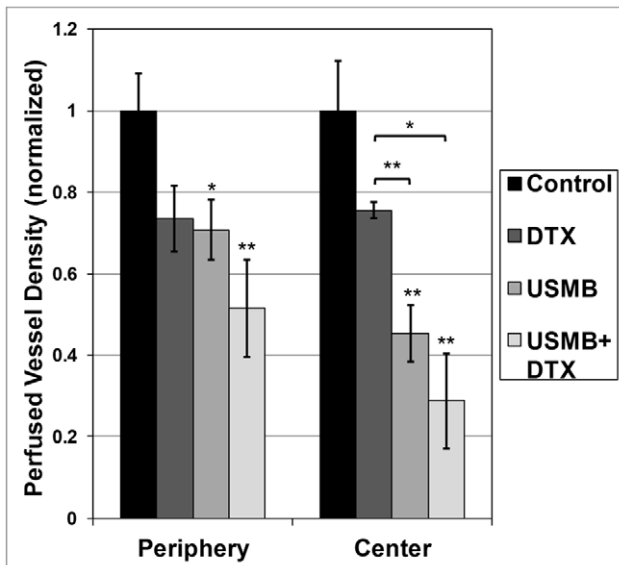 Perfused Vessel Density (normalized)
1.2
1
0.8
0.6
0.4
0.2
0
*
**
*
**
**
**
Periphery
Center
Control
DTX
USMB
USMB+
DTX